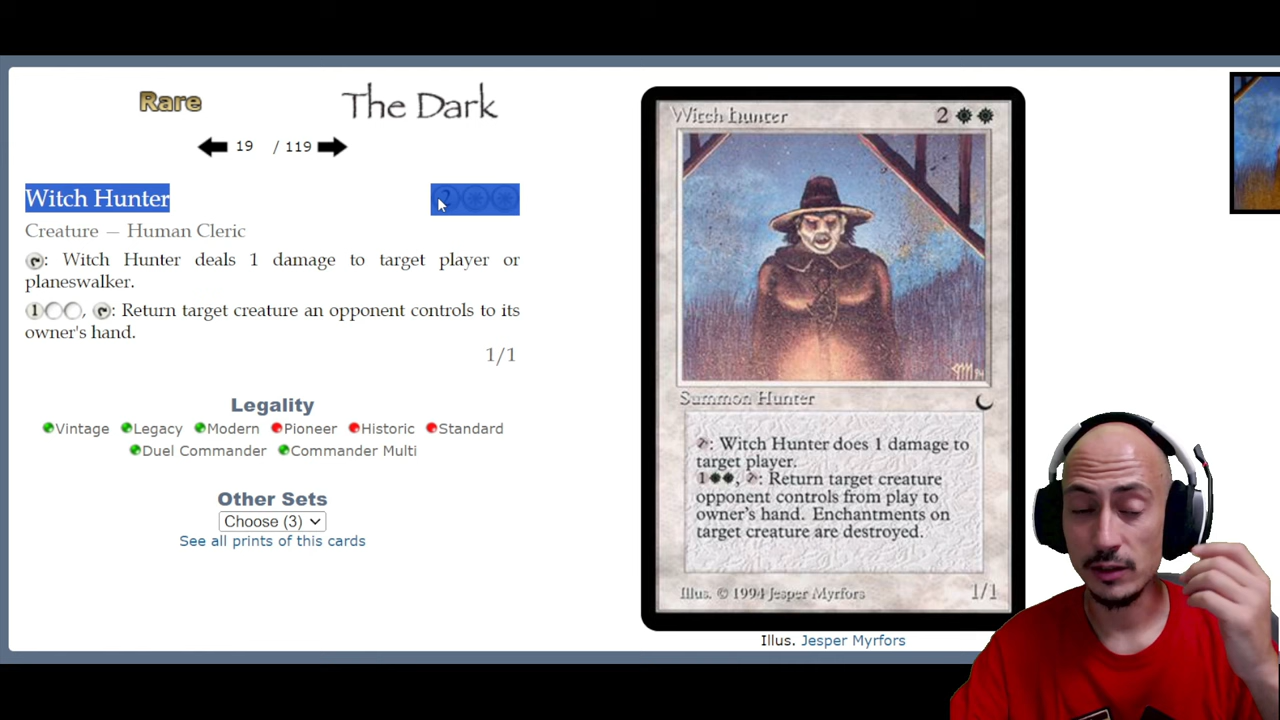 Rare
The Dark
19 / 119
Witch Hunter
2
Creature — Human Cleric
: Witch Hunter deals 1 damage to target player or
planeswalker.
1 , : Return target creature an opponent controls to its
owner's hand.
1/1
Legality
Vintage Legacy Modern Pioneer Historic Standard
Duel Commander Commander Multi
Other Sets
Choose (3)
See all prints of this cards
Witch Hunter 2
Summon Hunter
: Witch Hunter does 1 damage to
target player.
1 , : Return target creature
opponent controls from play to
owner's hand. Enchantments on
target creature are destroyed.
Illus. © 1994 Jesper Myrfors 1/1
Illus. Jesper Myrfors